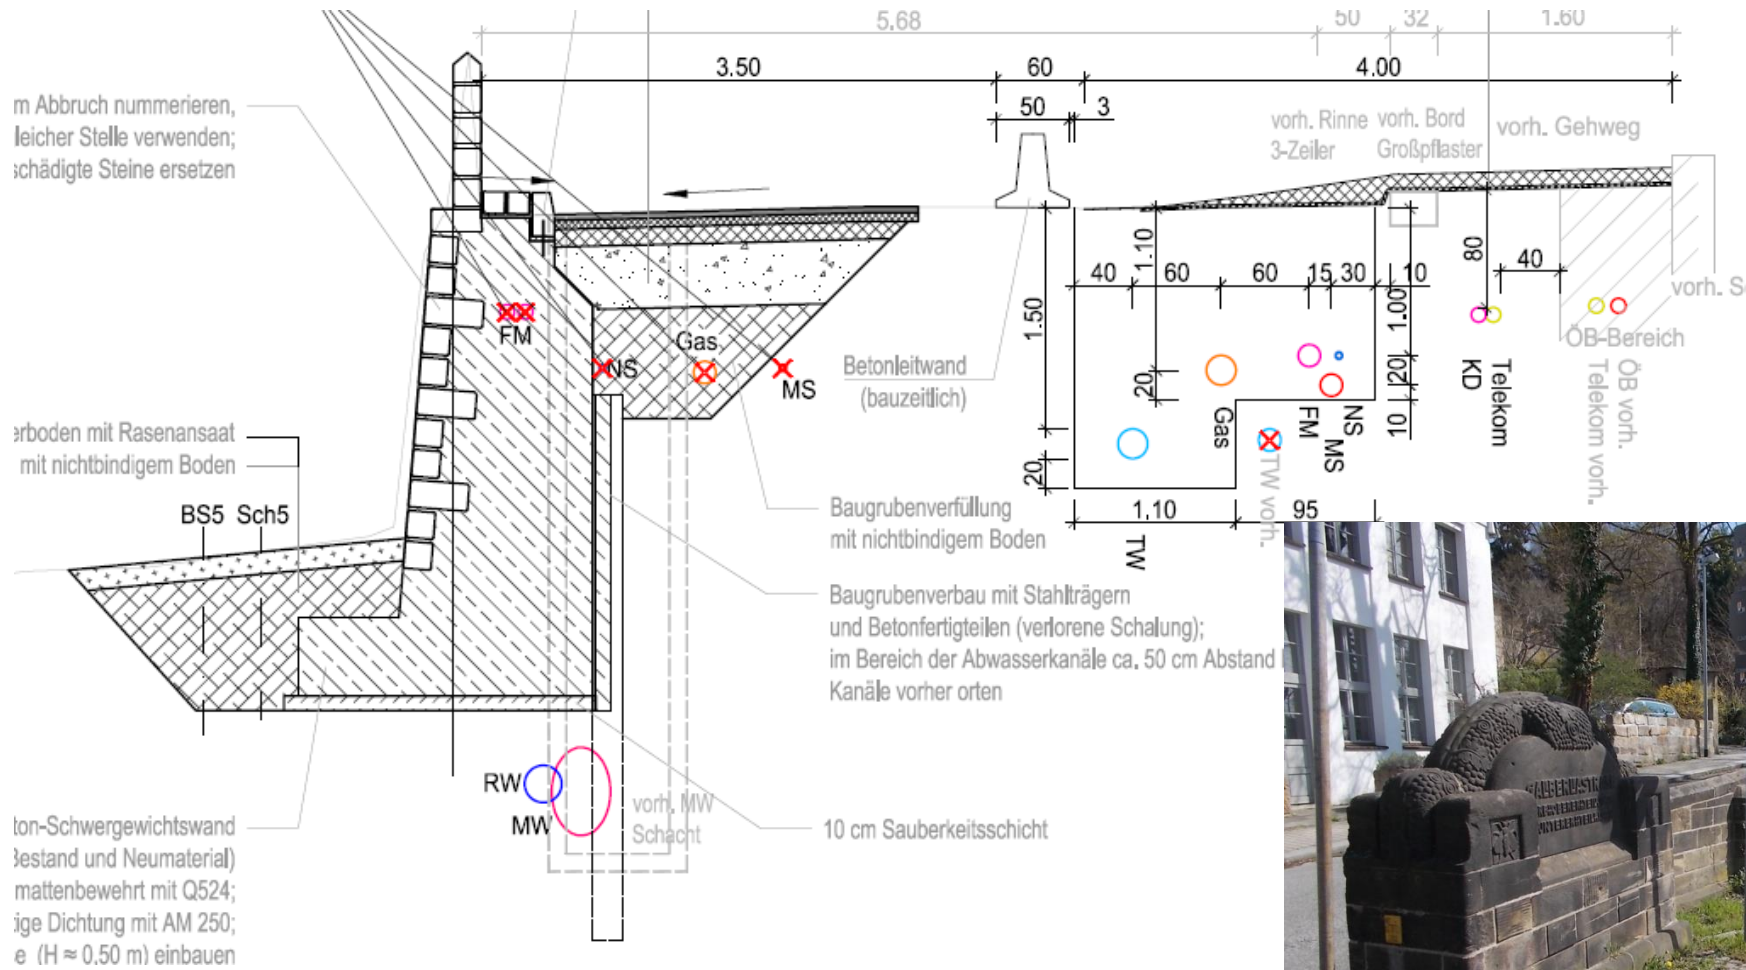 5.68
50
32
1.60
3.50
60
4.00
50
3
m Abbruch nummerieren,
leicher Stelle verwenden;
schädigte Steine ersetzen
vorh. Rinne
3-Zeiler
vorh. Bord
Großpflaster
vorh. Gehweg
1.10
40
60
60
15
30
10
80
40
vorh. S
1.50
1.00
FM
NS
Gas
MS
ÖB-Bereich
Betonleitwand
(bauzeitlich)
20
20
10
20
Gas
FM
NS
MS
KD
Telekom
Telekom vorh.
ÖB vorh.
TW vorh.
1.10
95
TW
erboden mit Rasenansaat
mit nichtbindigem Boden
BS5 Sch5
Baugrubenverfüllung
mit nichtbindigem Boden
Baugrubenverbau mit Stahlträgern
und Betonfertigteilen (verlorene Schalung);
im Bereich der Abwasserkanäle ca. 50 cm Abstand
Kanäle vorher orten
RW
MW
vorh. MW
Schacht
10 cm Sauberkeitsschicht
ton-Schwergewichtswand
Bestand und Neumaterial)
mattenbewehrt mit Q524;
tige Dichtung mit AM 250;
e (H ≈ 0,50 m) einbauen